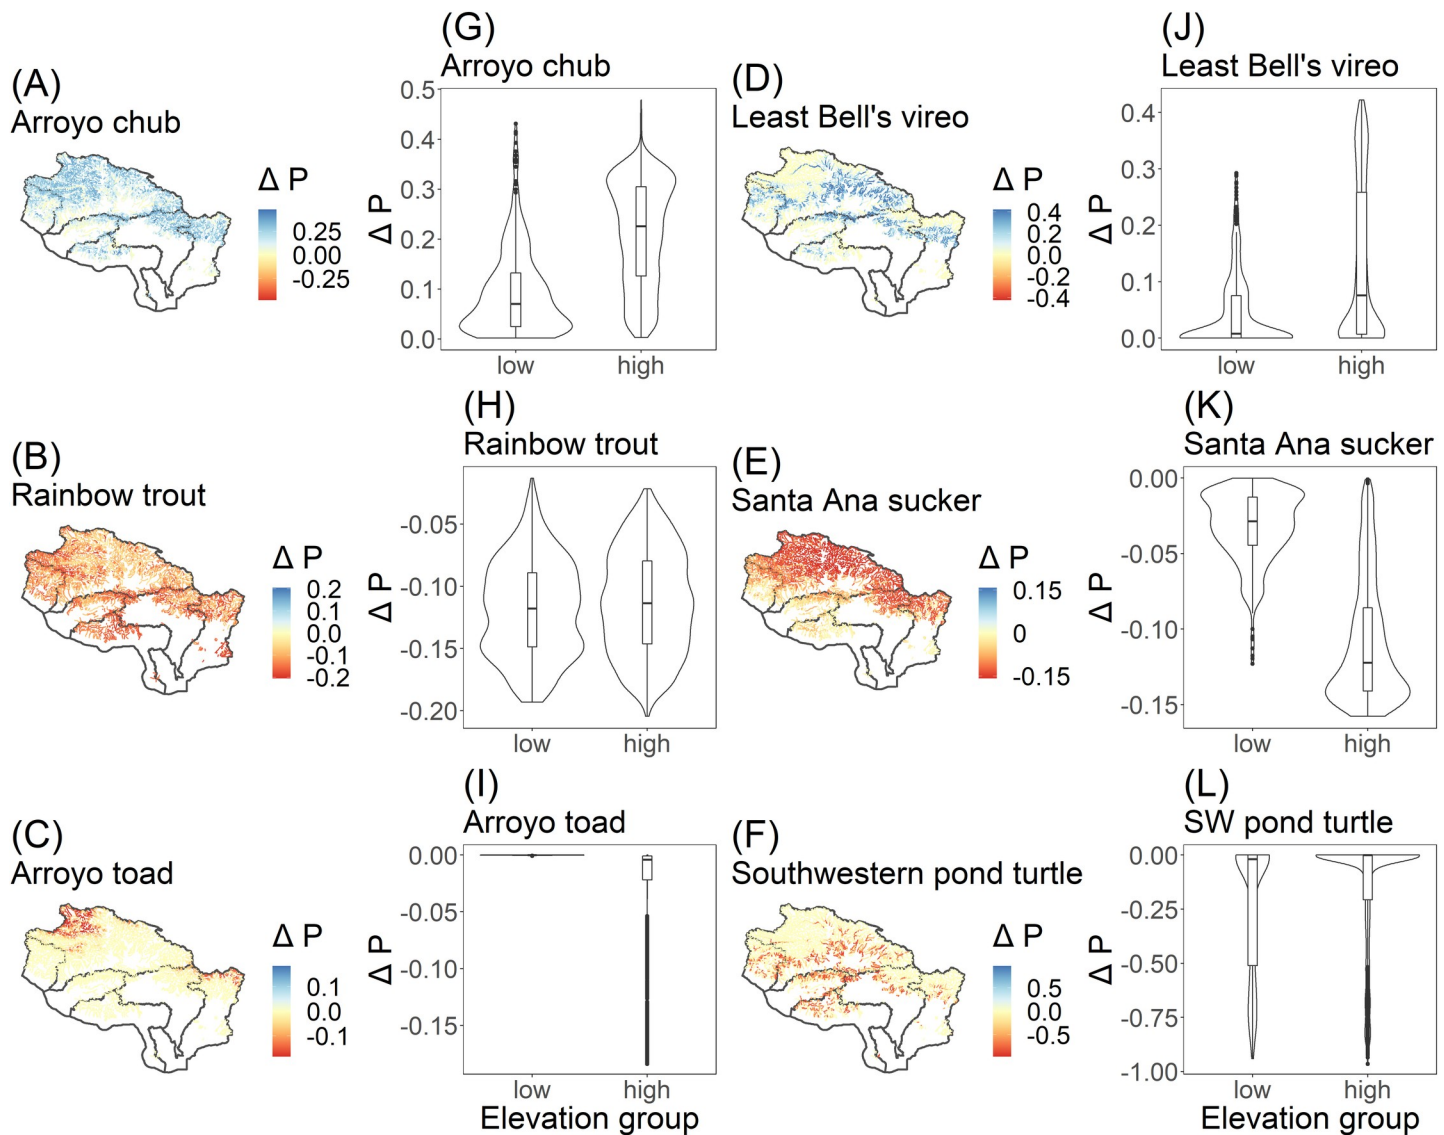 (A)
Arroyo chub
Δ P
0.25
0.00
-0.25
(G)
Arroyo chub
Δ P
0.5
0.4
0.3
0.2
0.1
0.0
low high
(D)
Least Bell's vireo
Δ P
0.4
0.2
0.0
-0.2
-0.4
(J)
Least Bell's vireo
Δ P
0.4
0.3
0.2
0.1
0.0
low high
(B)
Rainbow trout
Δ P
0.2
0.1
0.0
-0.1
-0.2
(H)
Rainbow trout
Δ P
-0.05
-0.10
-0.15
-0.20
low high
(E)
Santa Ana sucker
Δ P
0.15
0
-0.15
(K)
Santa Ana sucker
Δ P
0.00
-0.05
-0.10
-0.15
low high
(C)
Arroyo toad
Δ P
0.1
0.0
-0.1
(I)
Arroyo toad
Δ P
0.00
-0.05
-0.10
-0.15
low high
Elevation group
(F)
Southwestern pond turtle
Δ P
0.5
0.0
-0.5
(L)
SW pond turtle
Δ P
0.00
-0.25
-0.50
-0.75
-1.00
low high
Elevation group